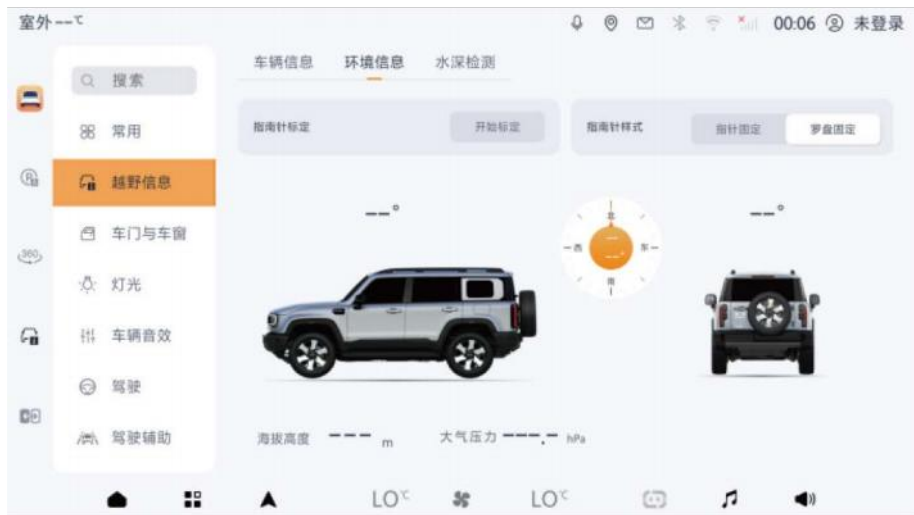 室外--℃ 00:06 未登录
搜索
常用
越野信息
车门与车窗
灯光
车辆音效
驾驶
驾驶辅助
360
车辆信息 环境信息 水深检测
指南针标定 开始标定
指南针样式 指针固定 罗盘固定
--°
北
西 --° 东
南
--°
海拔高度 --- m 大气压力 ---.- hPa
LO℃ LO℃